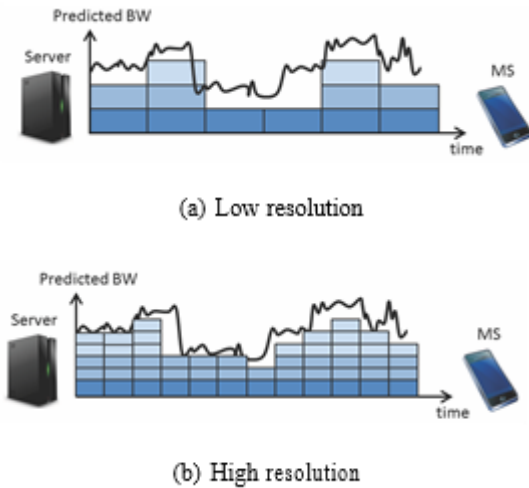 Predicted BW
Server
MS
time
(a) Low resolution
Predicted BW
Server
MS
time
(b) High resolution